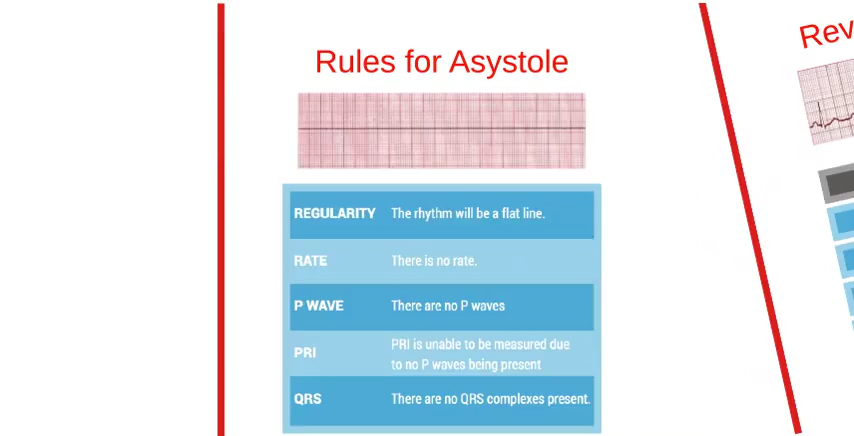 Rules for Asystole
Rev
REGULARITY The rhythm will be a flat line.
RATE There is no rate.
P WAVE There are no P waves
PRI PRI is unable to be measured due
to no P waves being present
QRS There are no QRS complexes present.